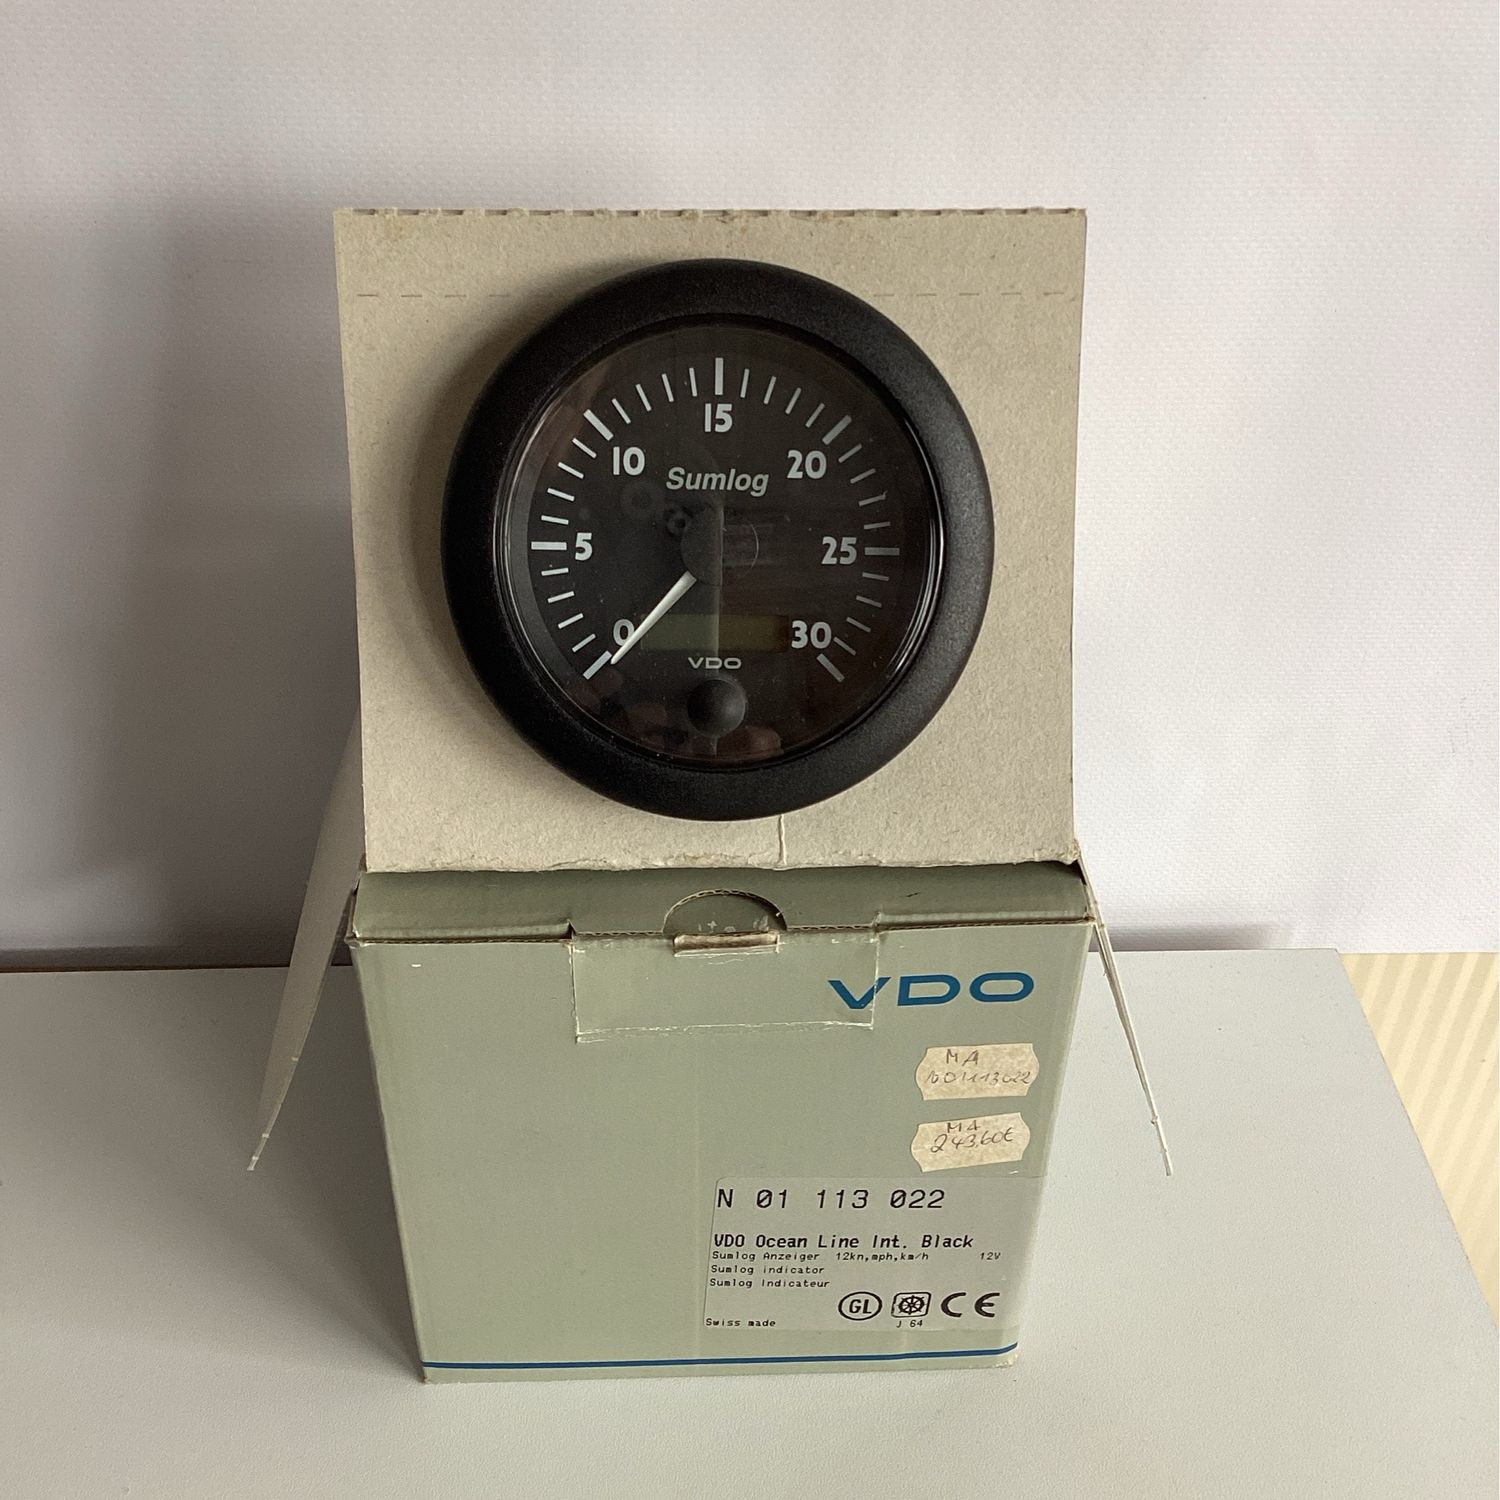 15
10
20
Sumlog
5
25
0
30
VDO
VDO
MA
N01113022
MA
243,60€
N 01 113 022
VDO Ocean Line Int. Black
Sumlog Anzeiger 12kn,mph,km/h 12V
Sumlog indicator
Sumlog Indicateur
GL CE
Swiss made J 64